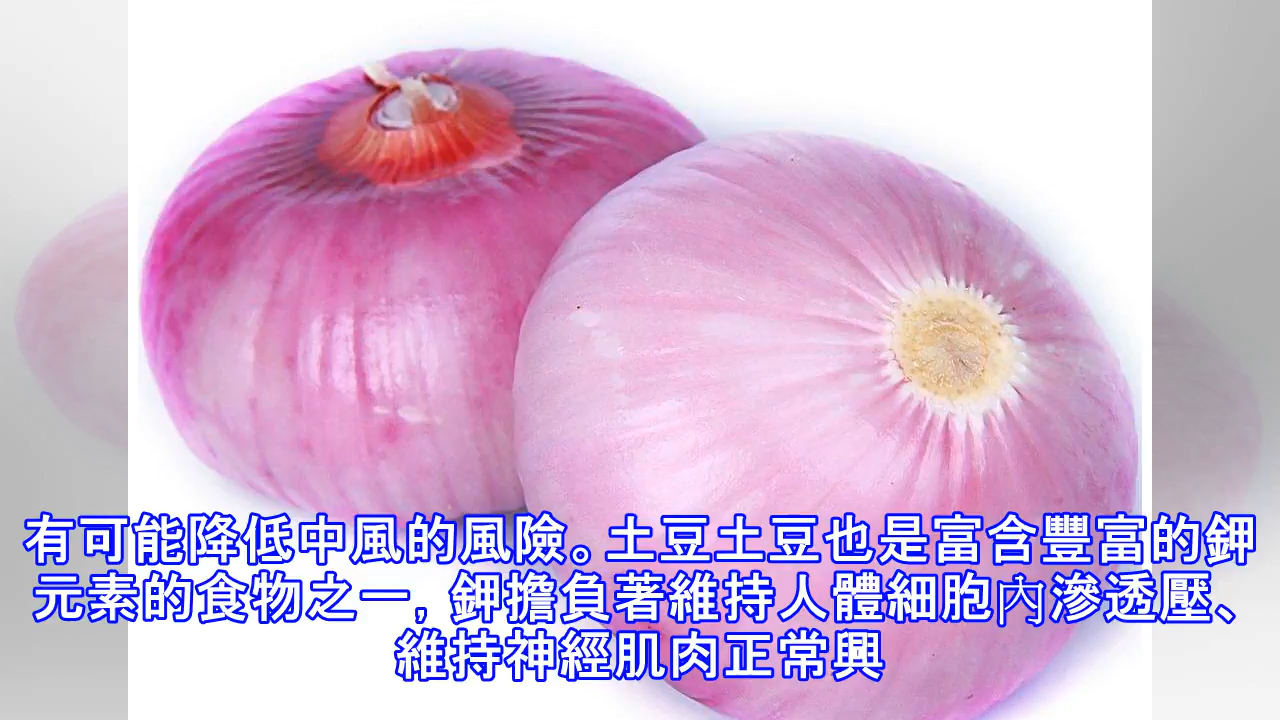 有可能降低中風的風險。土豆土豆也是富含豐富的鉀
元素的食物之一, 鉀擔負著維持人體細胞內滲透壓、
維持神經肌肉正常興